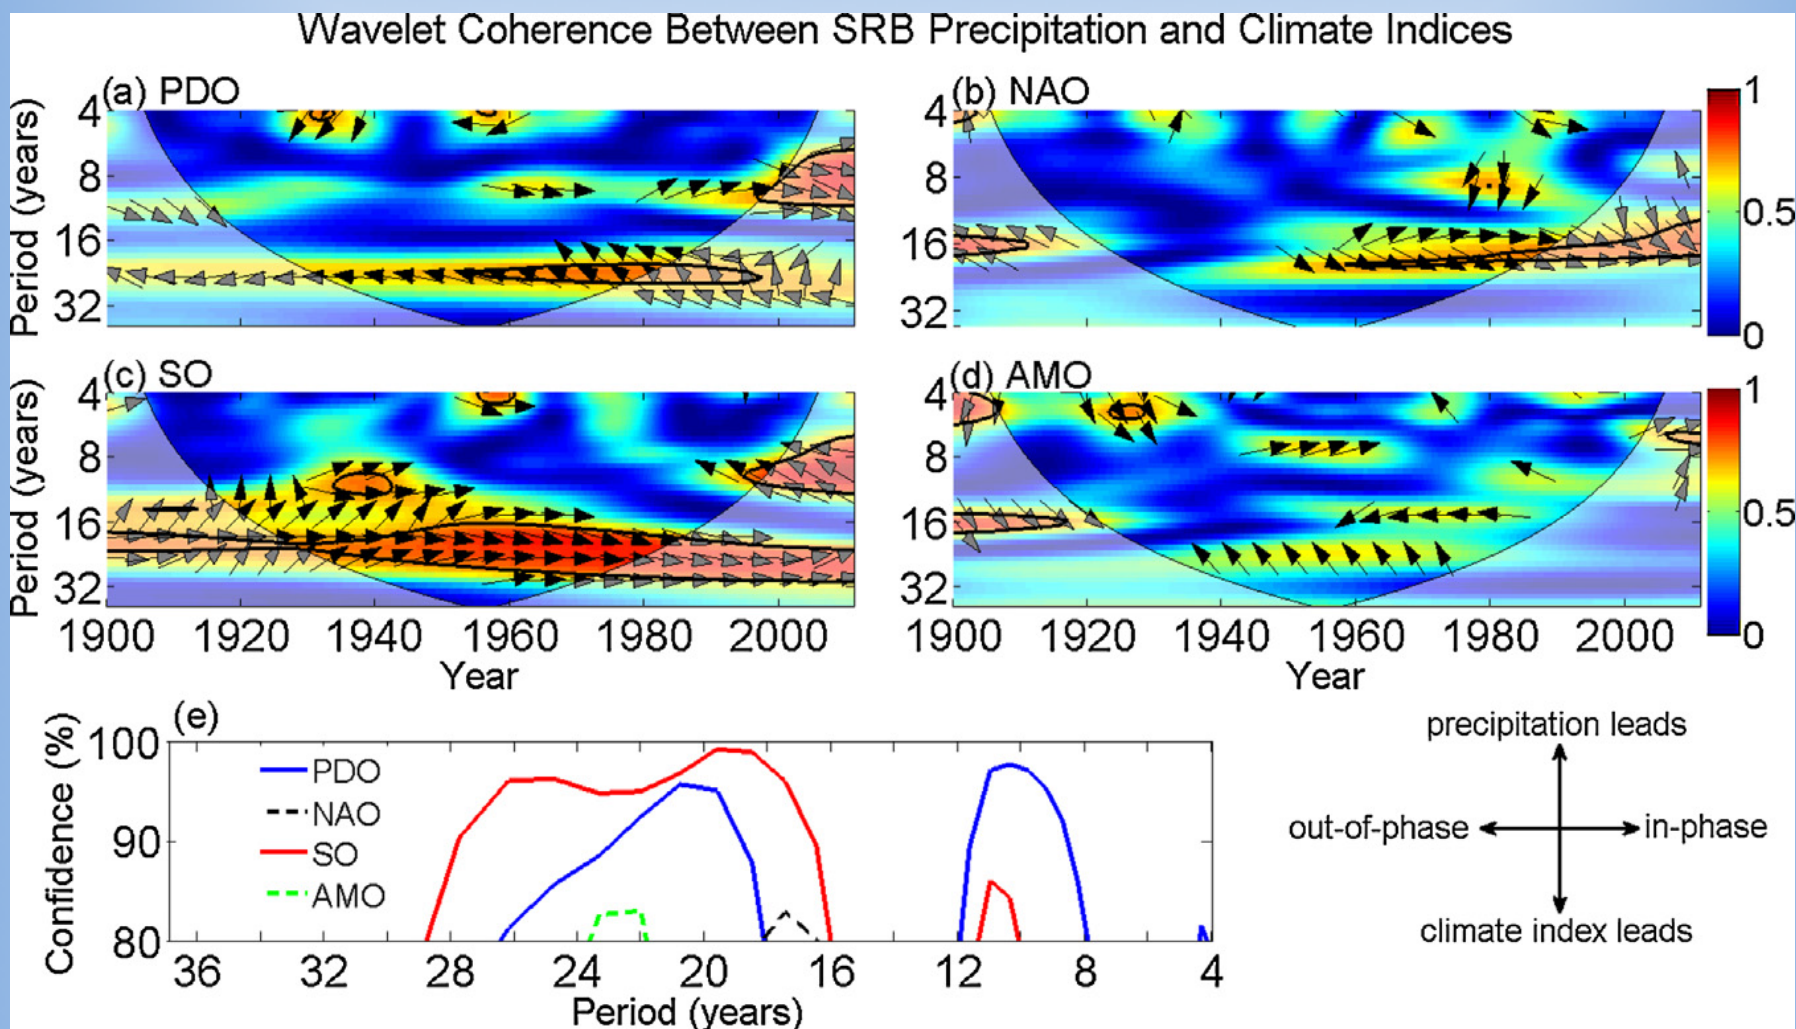 Wavelet Coherence Between SRB Precipitation and Climate Indices
(a) PDO
(b) NAO
Period (years)
4
8
16
32
4
8
16
32
1
0.5
0
(c) SO
(d) AMO
Period (years)
4
8
16
32
4
8
16
32
1
0.5
0
1900 1920 1940 1960 1980 2000
1900 1920 1940 1960 1980 2000
Year
Year
(e)
Confidence (%)
100
90
80
PDO
NAO
SO
AMO
36 32 28 24 20 16 12 8 4
Period (years)
precipitation leads
out-of-phase
in-phase
climate index leads